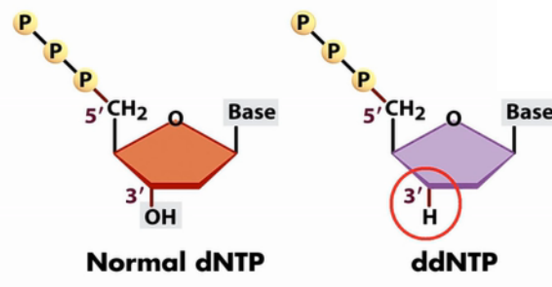 P
P
P
5' CH2
O
Base
3'
OH
Normal dNTP
P
P
P
5' CH2
O
Base
3'
H
ddNTP